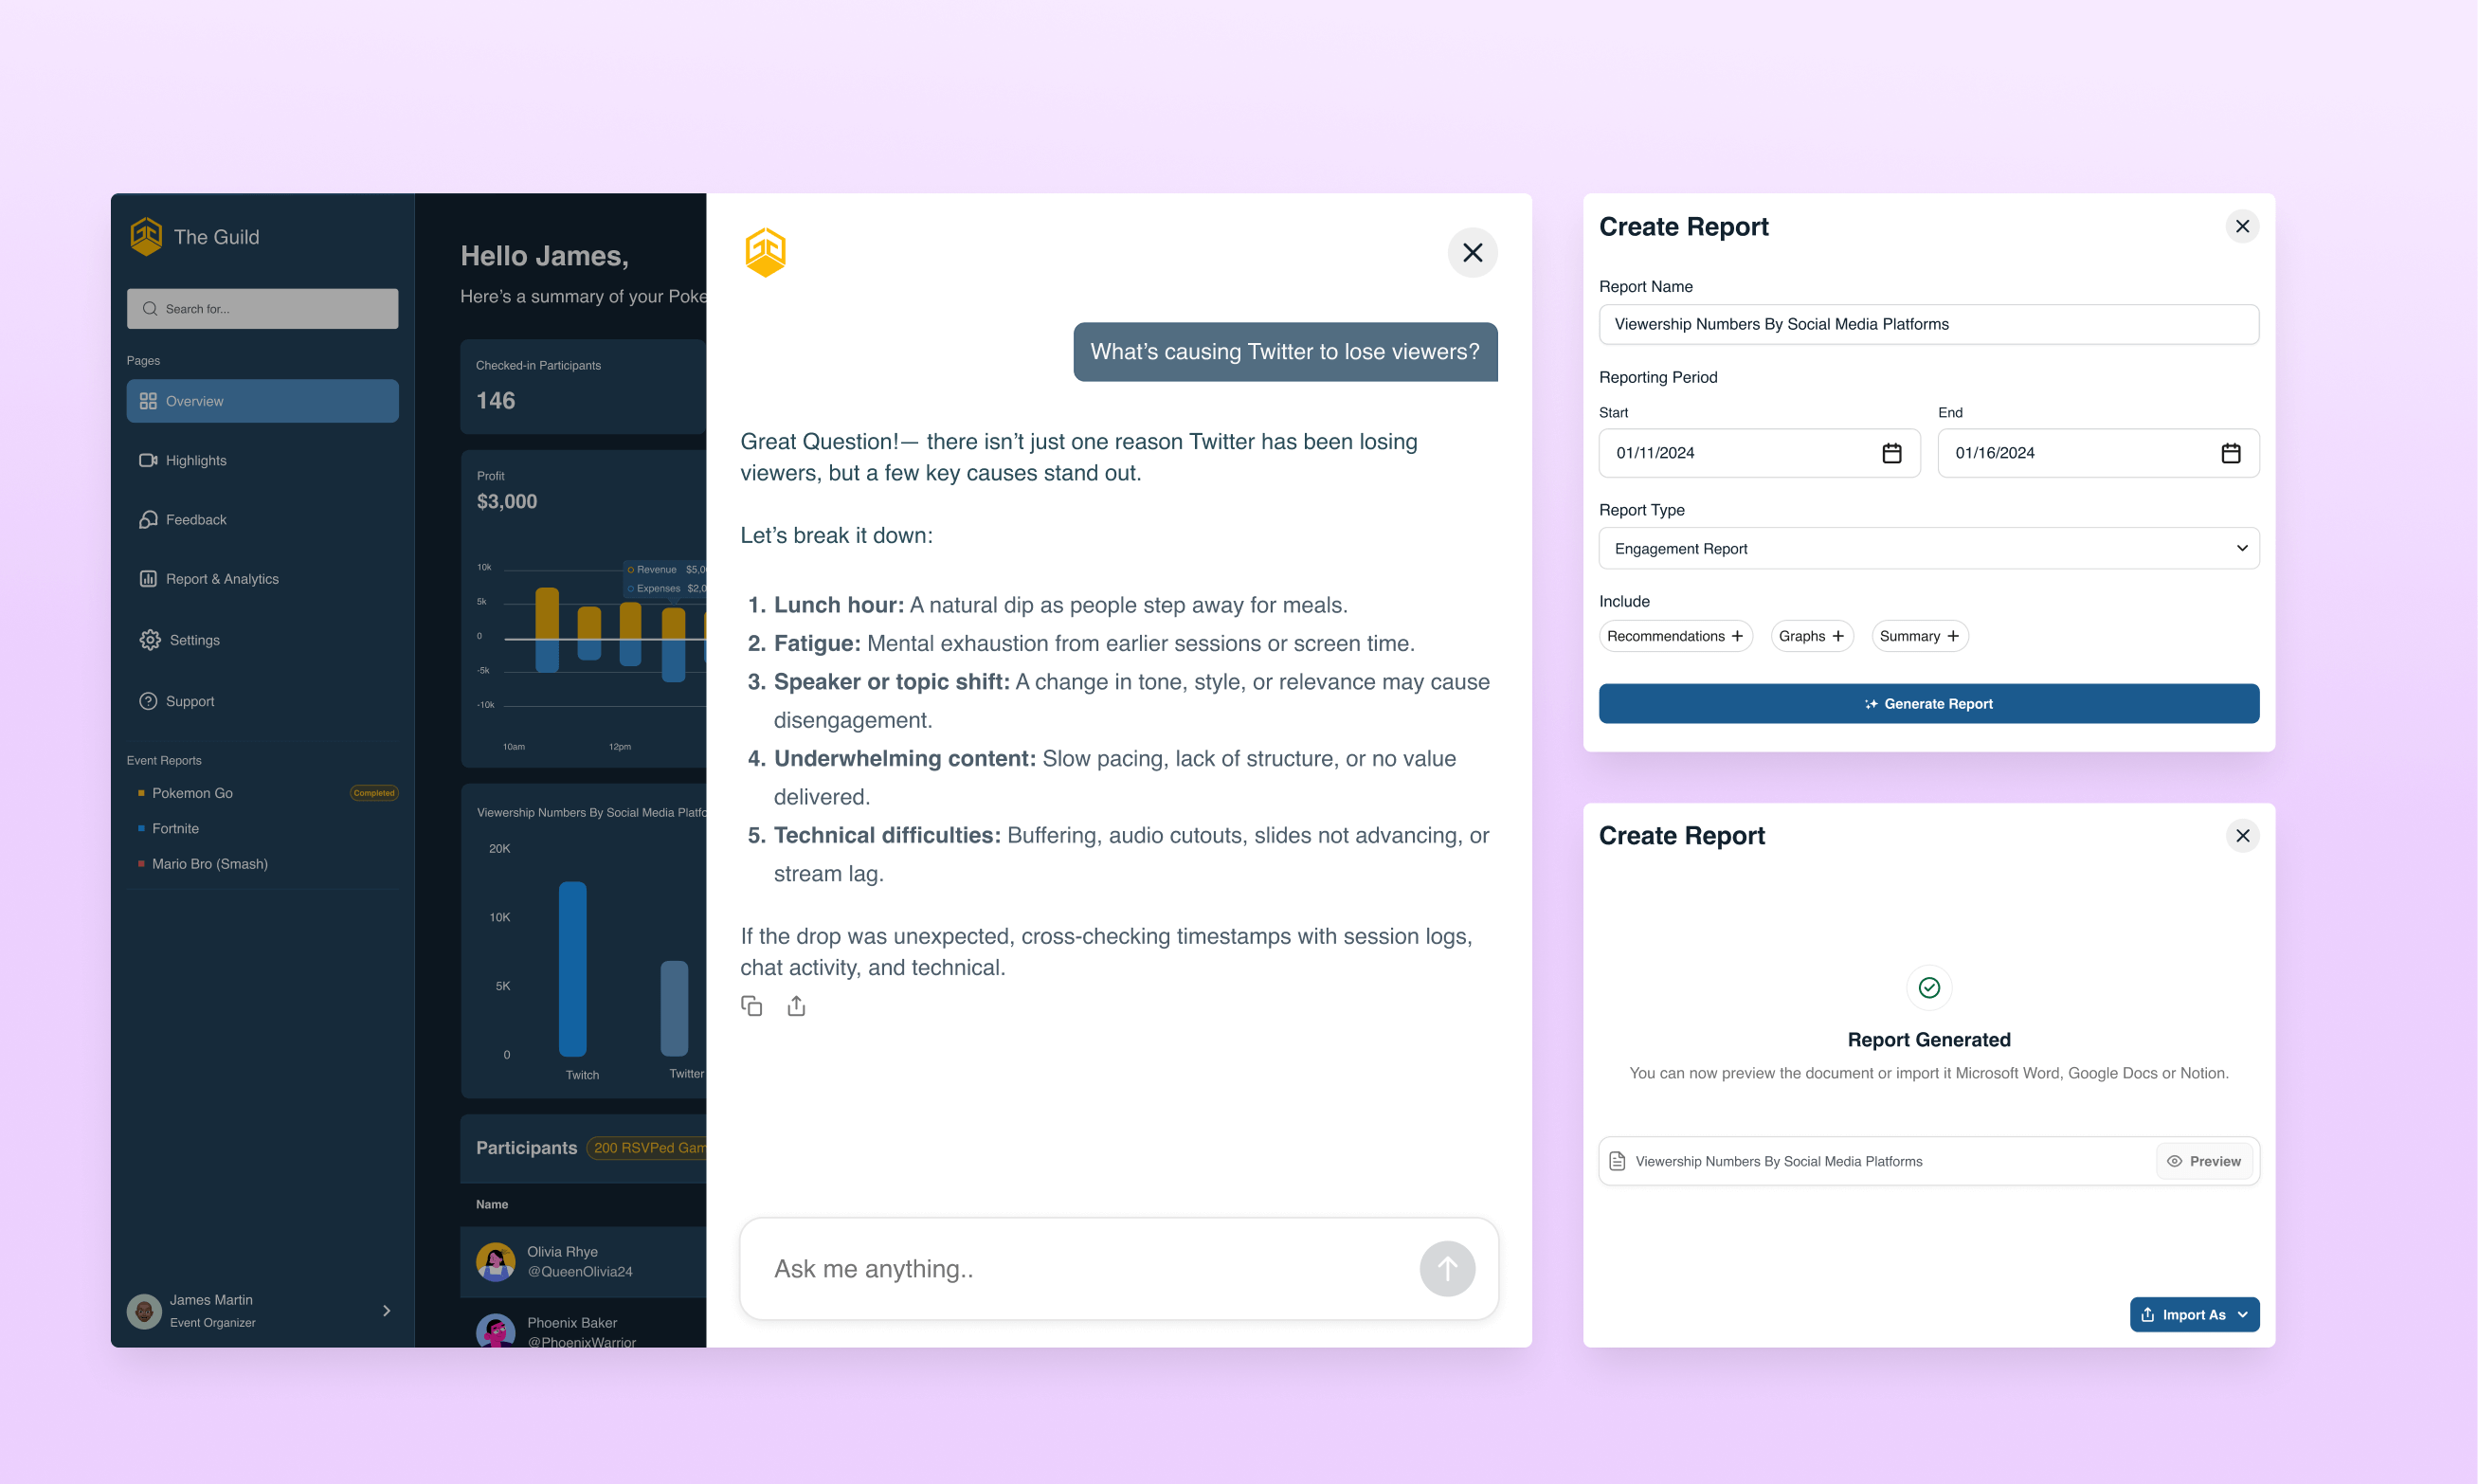 The Guild
Search for...
Pages
Overview
Highlights
Feedback
Report & Analytics
Settings
Support
Event Reports
Pokemon Go
Completed
Fortnite
Mario Bro (Smash)
James Martin
Event Organizer
Hello James,
Here's a summary of your Poke
Checked-in Participants
146
Profit
$3,000
10k
5k
0
-5k
-10k
Revenue $5,0
Expenses $2,0
10am 12pm
Viewership Numbers By Social Media Platfo
20K
10K
5K
0
Twitch Twitter
Participants 200 RSVPed Gam
Name
Olivia Rhye
@QueenOlivia24
Phoenix Baker
@PhoenixWarrior
What's causing Twitter to lose viewers?
Great Question!— there isn't just one reason Twitter has been losing
viewers, but a few key causes stand out.
Let's break it down:
1. Lunch hour: A natural dip as people step away for meals.
2. Fatigue: Mental exhaustion from earlier sessions or screen time.
3. Speaker or topic shift: A change in tone, style, or relevance may cause
disengagement.
4. Underwhelming content: Slow pacing, lack of structure, or no value
delivered.
5. Technical difficulties: Buffering, audio cutouts, slides not advancing, or
stream lag.
If the drop was unexpected, cross-checking timestamps with session logs,
chat activity, and technical.
Ask me anything..
Create Report
Report Name
Viewership Numbers By Social Media Platforms
Reporting Period
Start End
01/11/2024 01/16/2024
Report Type
Engagement Report
Include
Recommendations + Graphs + Summary +
Generate Report
Create Report
Report Generated
You can now preview the document or import it Microsoft Word, Google Docs or Notion.
Viewership Numbers By Social Media Platforms Preview
Import As